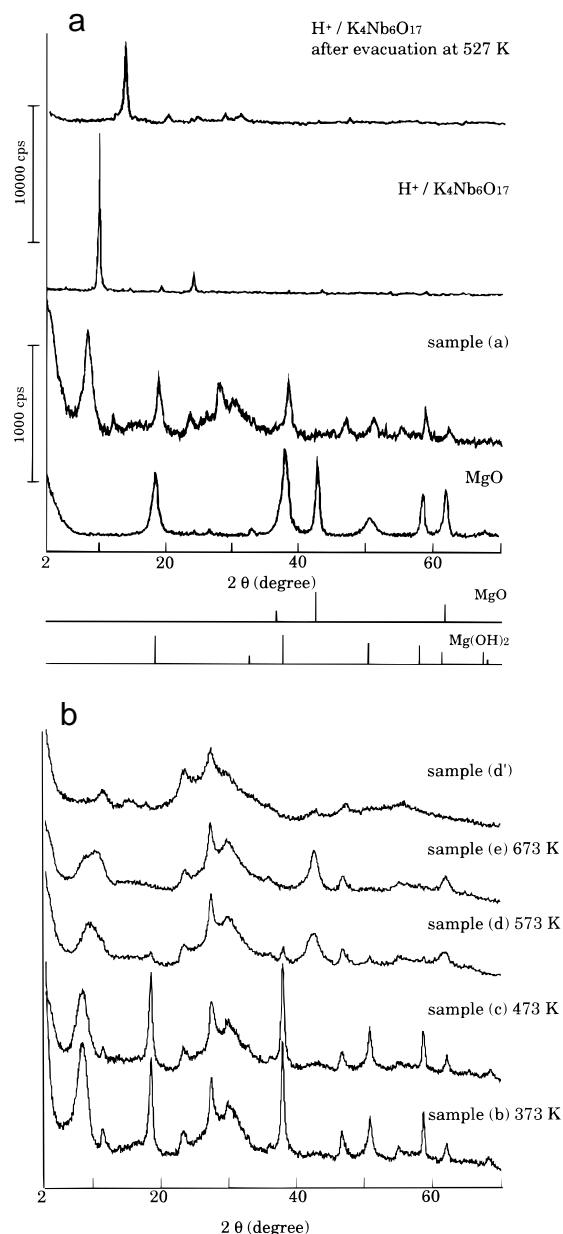 a
H⁺ / K₄Nb₆O₁₇
after evacuation at 527 K
10000 cps
H⁺ / K₄Nb₆O₁₇
sample (a)
1000 cps
MgO
2 20 40 60
2 θ (degree)
MgO
Mg(OH)₂
b
sample (d')
sample (e) 673 K
sample (d) 573 K
sample (c) 473 K
sample (b) 373 K
2 20 40 60
2 θ (degree)